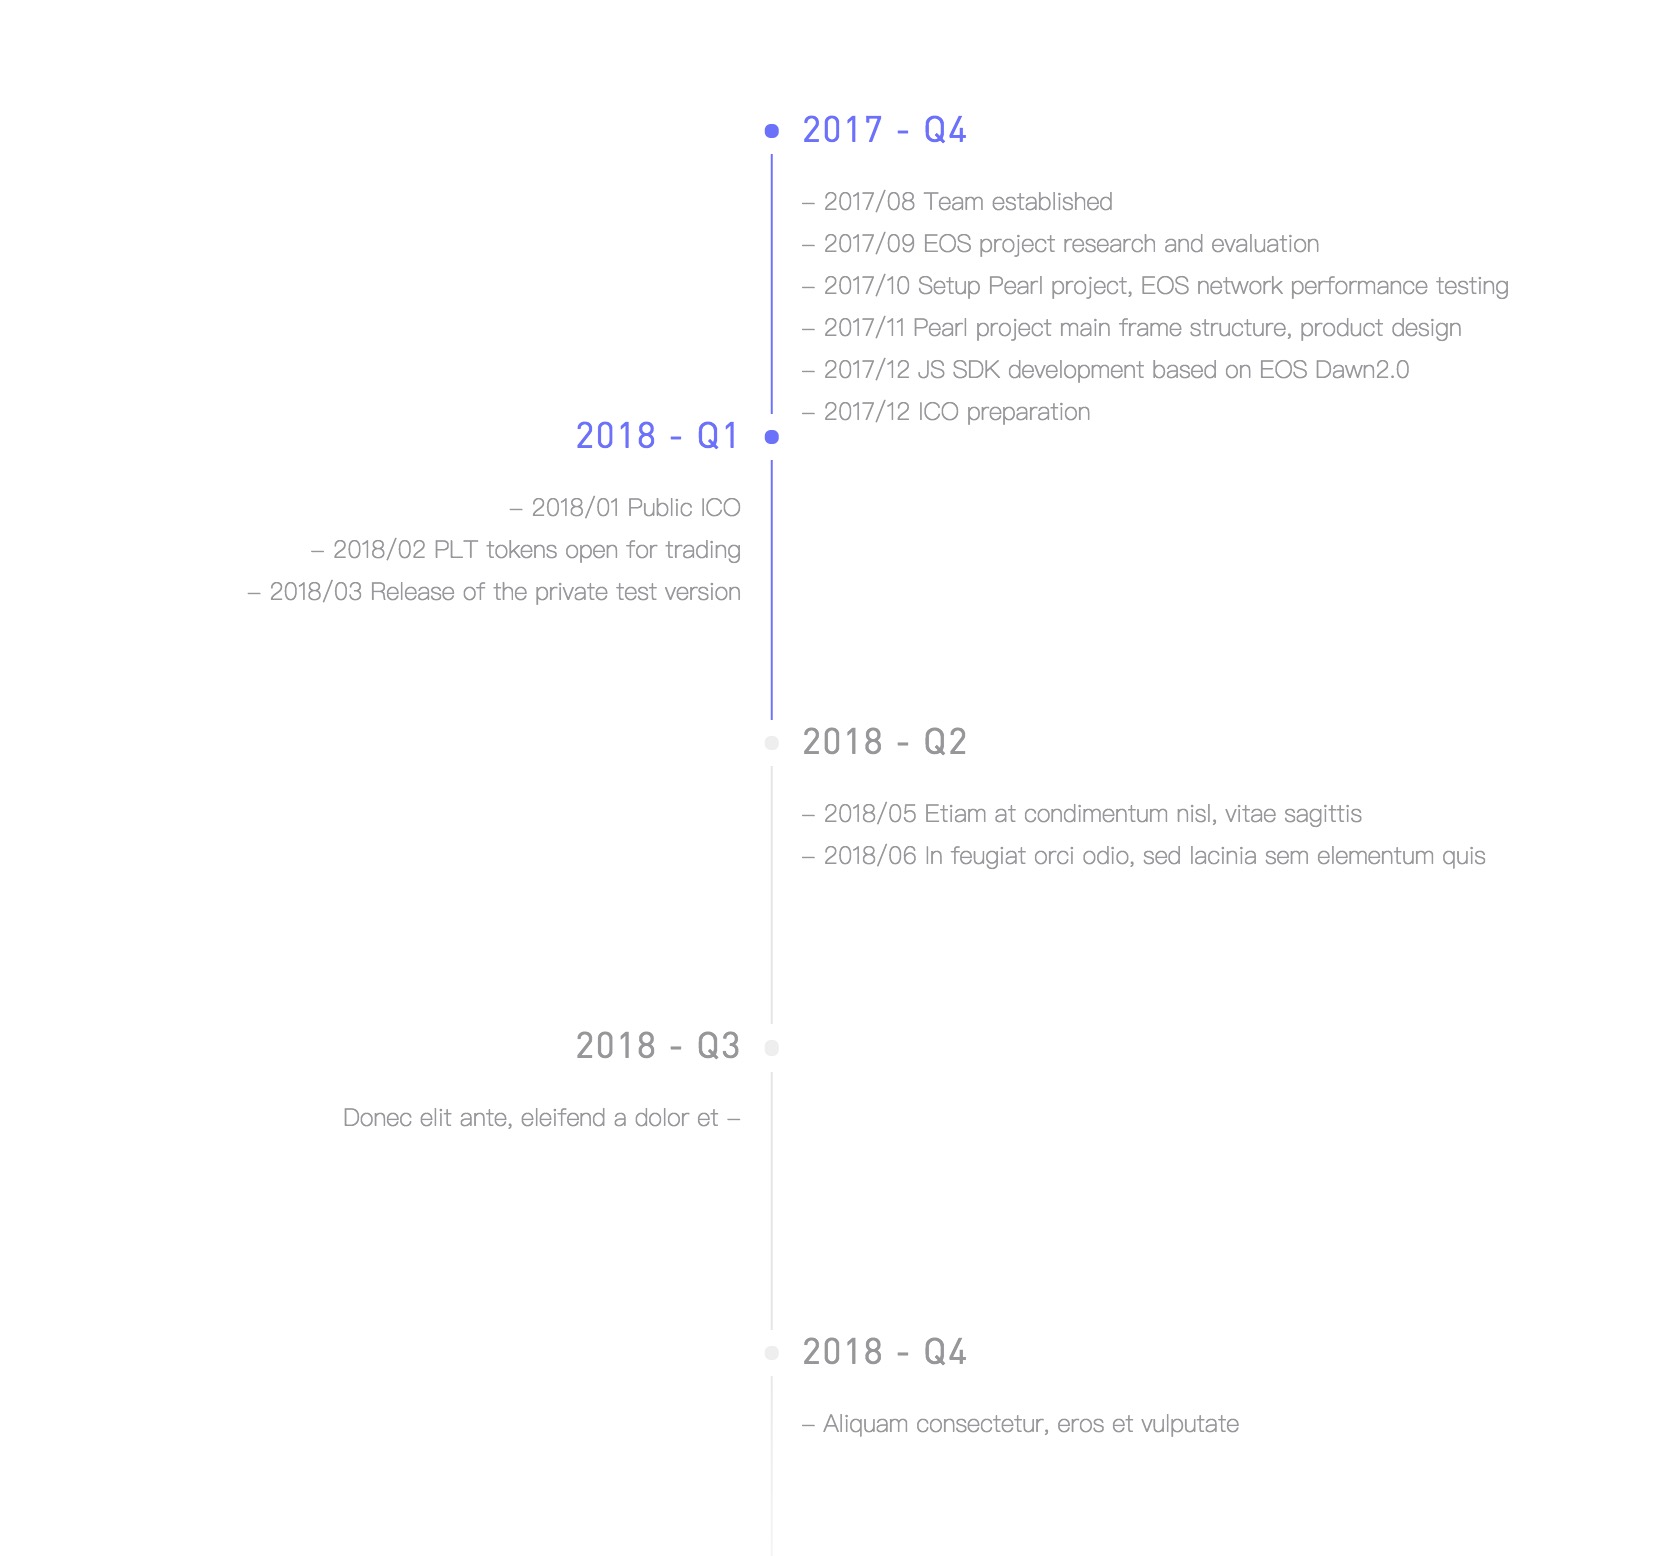 2017 - Q4
– 2017/08 Team established
– 2017/09 EOS project research and evaluation
– 2017/10 Setup Pearl project, EOS network performance testing
– 2017/11 Pearl project main frame structure, product design
– 2017/12 JS SDK development based on EOS Dawn2.0
– 2017/12 ICO preparation
2018 - Q1
– 2018/01 Public ICO
– 2018/02 PLT tokens open for trading
– 2018/03 Release of the private test version
2018 - Q2
– 2018/05 Etiam at condimentum nisl, vitae sagittis
– 2018/06 In feugiat orci odio, sed lacinia sem elementum quis
2018 - Q3
Donec elit ante, eleifend a dolor et –
2018 - Q4
– Aliquam consectetur, eros et vulputate